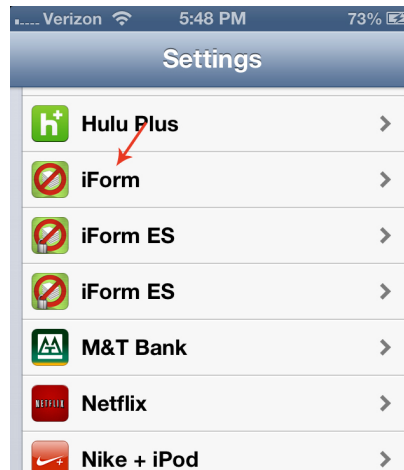 Verizon 5:48 PM 73%
Settings
h+ Hulu Plus
iForm
iForm ES
iForm ES
M&T Bank
NETFLIX Netflix
Nike + iPod